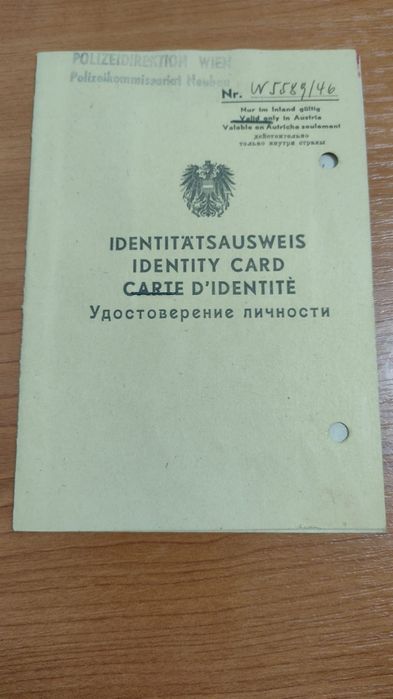 POLIZEIDIREKTION WIEN
Polizeikommissariat Neubau
Nr. W5589/46
Nur im Inland gültig
Valid only in Austria
Valable en Autriche seulement
действительно
только внутри страны
IDENTITÄTSAUSWEIS
IDENTITY CARD
CARTE D'IDENTITÈ
Удостоверение личности